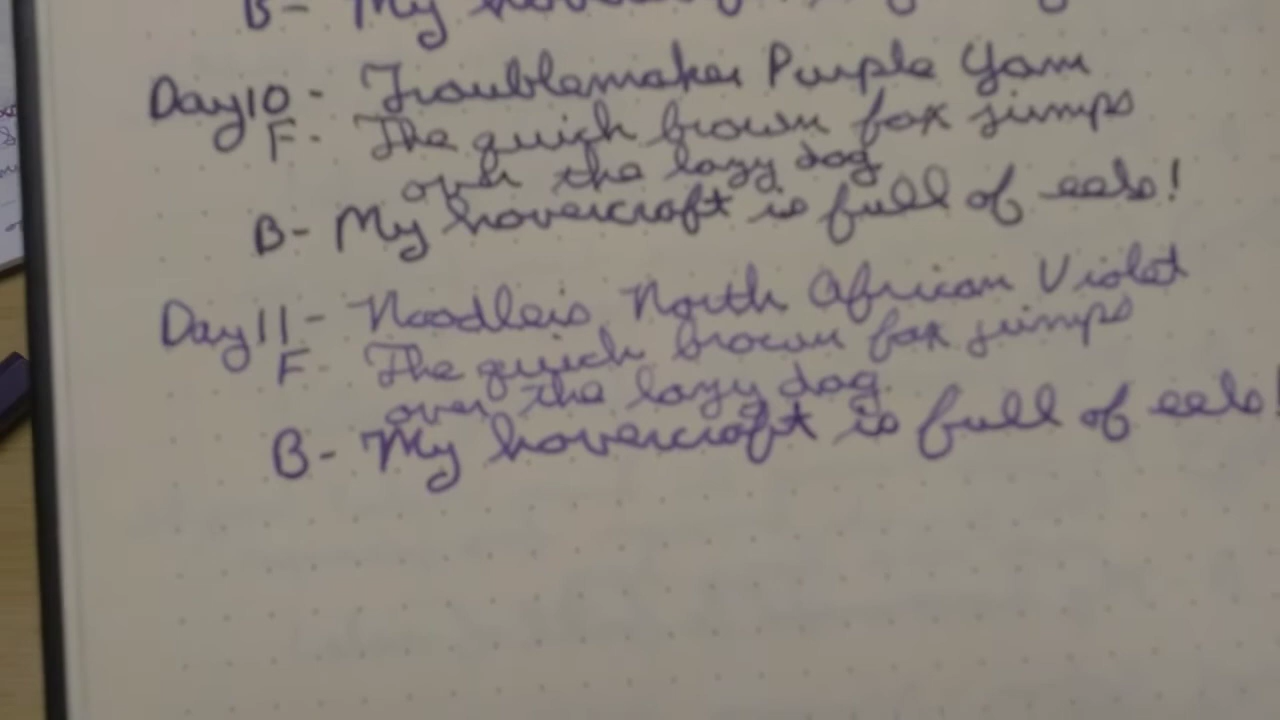 B- My
Day10 - Troublemaker Purple Yam
F- The quick brown fox jumps
over the lazy dog
B- My hovercraft is full of eels!
Day11- Noodlers North African Violet
F- The quick brown fox jumps
over the lazy dog.
B- My hovercraft is full of eels!